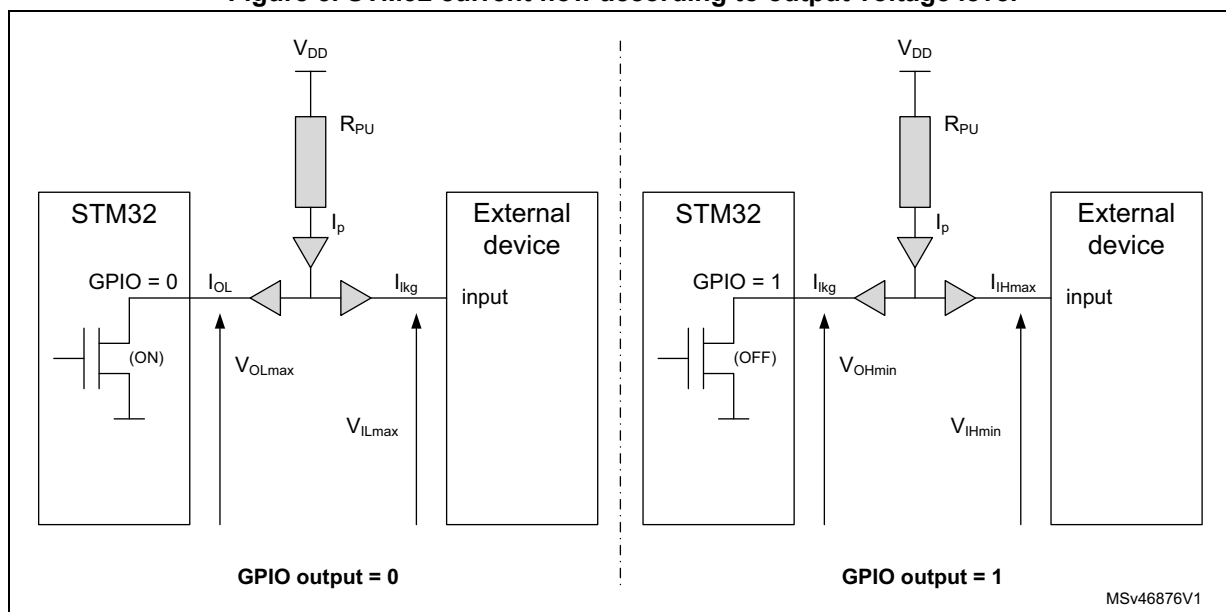 Figure 8. STM32 current flow according to output voltage level
V_DD
R_PU
STM32
External
device
I_p
GPIO = 0
I_OL
I_lkg
input
(ON)
V_OLmax
V_ILmax
GPIO output = 0
V_DD
R_PU
STM32
External
device
I_p
GPIO = 1
I_lkg
I_IHmax
input
(OFF)
V_OHmin
V_IHmin
GPIO output = 1
MSv46876V1